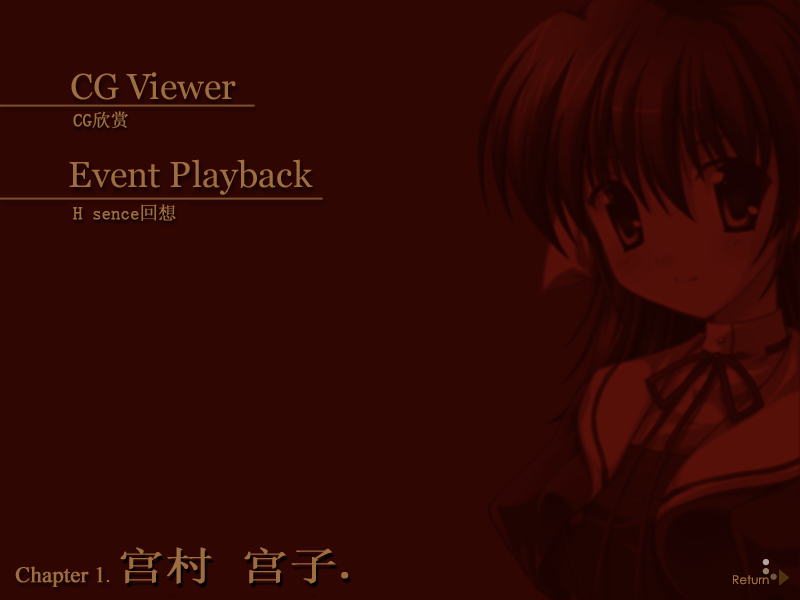 CG Viewer
CG欣赏
Event Playback
H sence回想
Chapter 1. 宫村 宫子.
Return